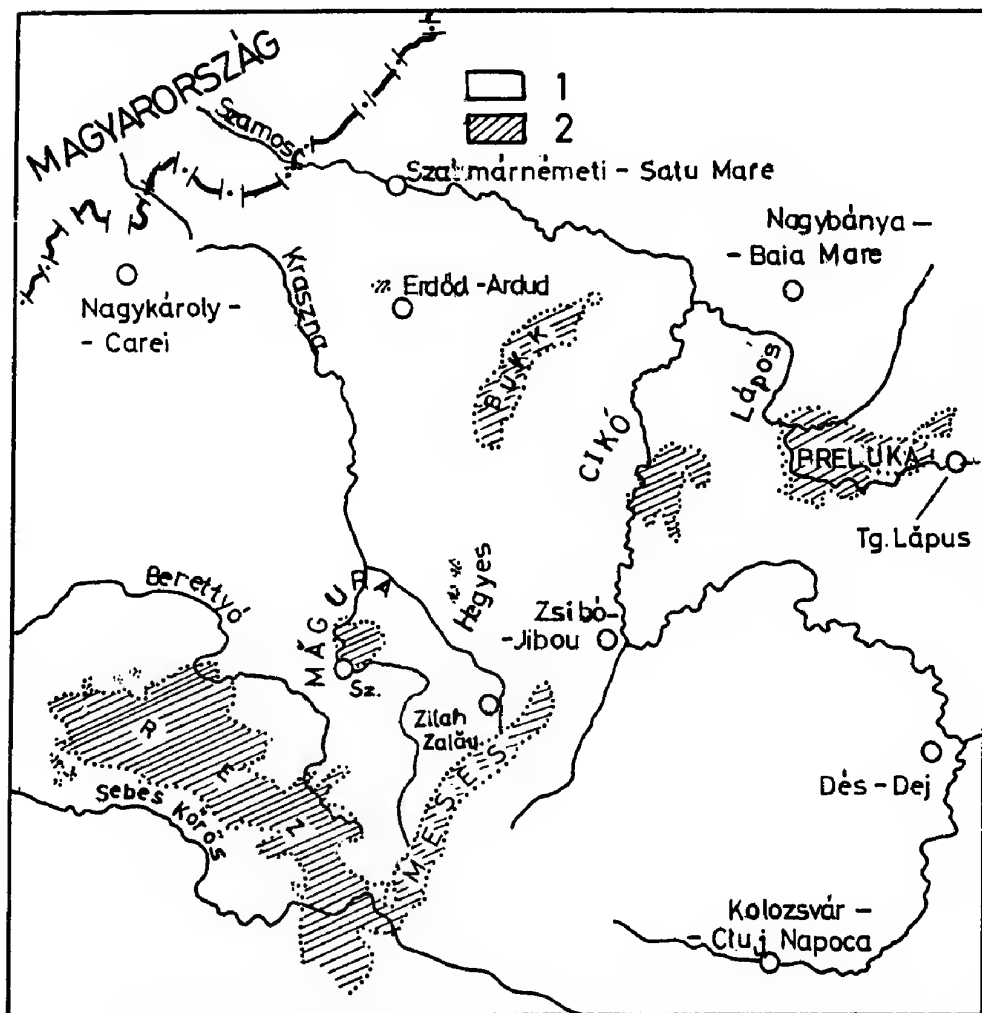 MAGYARORSZÁG
1
2
Szamos
Szatmárnémeti - Satu Mare
Nagybánya -
- Baia Mare
Nagykároly -
- Carei
Kraszna
Erdőd - Ardud
BÜKK
Lápos
CIKÓ
PRELUKA
Tg. Lăpus
Berettyó
MĂGURA
Hegyes
Zsibó-
-Jibou
Sz.
Zilah
Zalău
REZ
MESES
Sebes Körös
Dés - Dej
Kolozsvár -
- Cluj Napoca